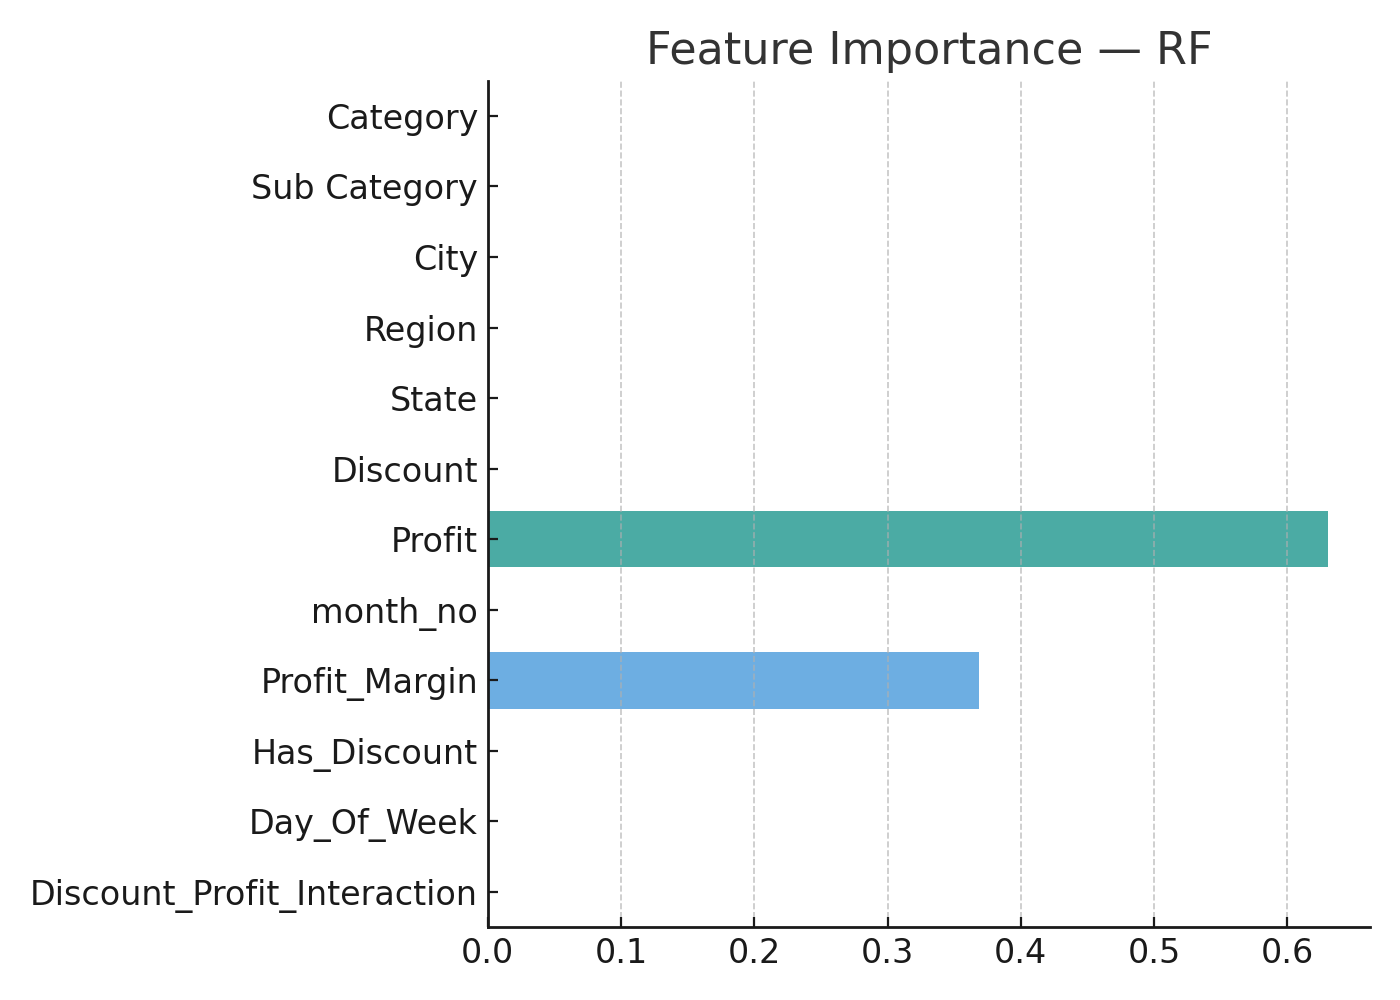 Feature Importance — RF
Category
Sub Category
City
Region
State
Discount
Profit
month_no
Profit_Margin
Has_Discount
Day_Of_Week
Discount_Profit_Interaction
0.0 0.1 0.2 0.3 0.4 0.5 0.6